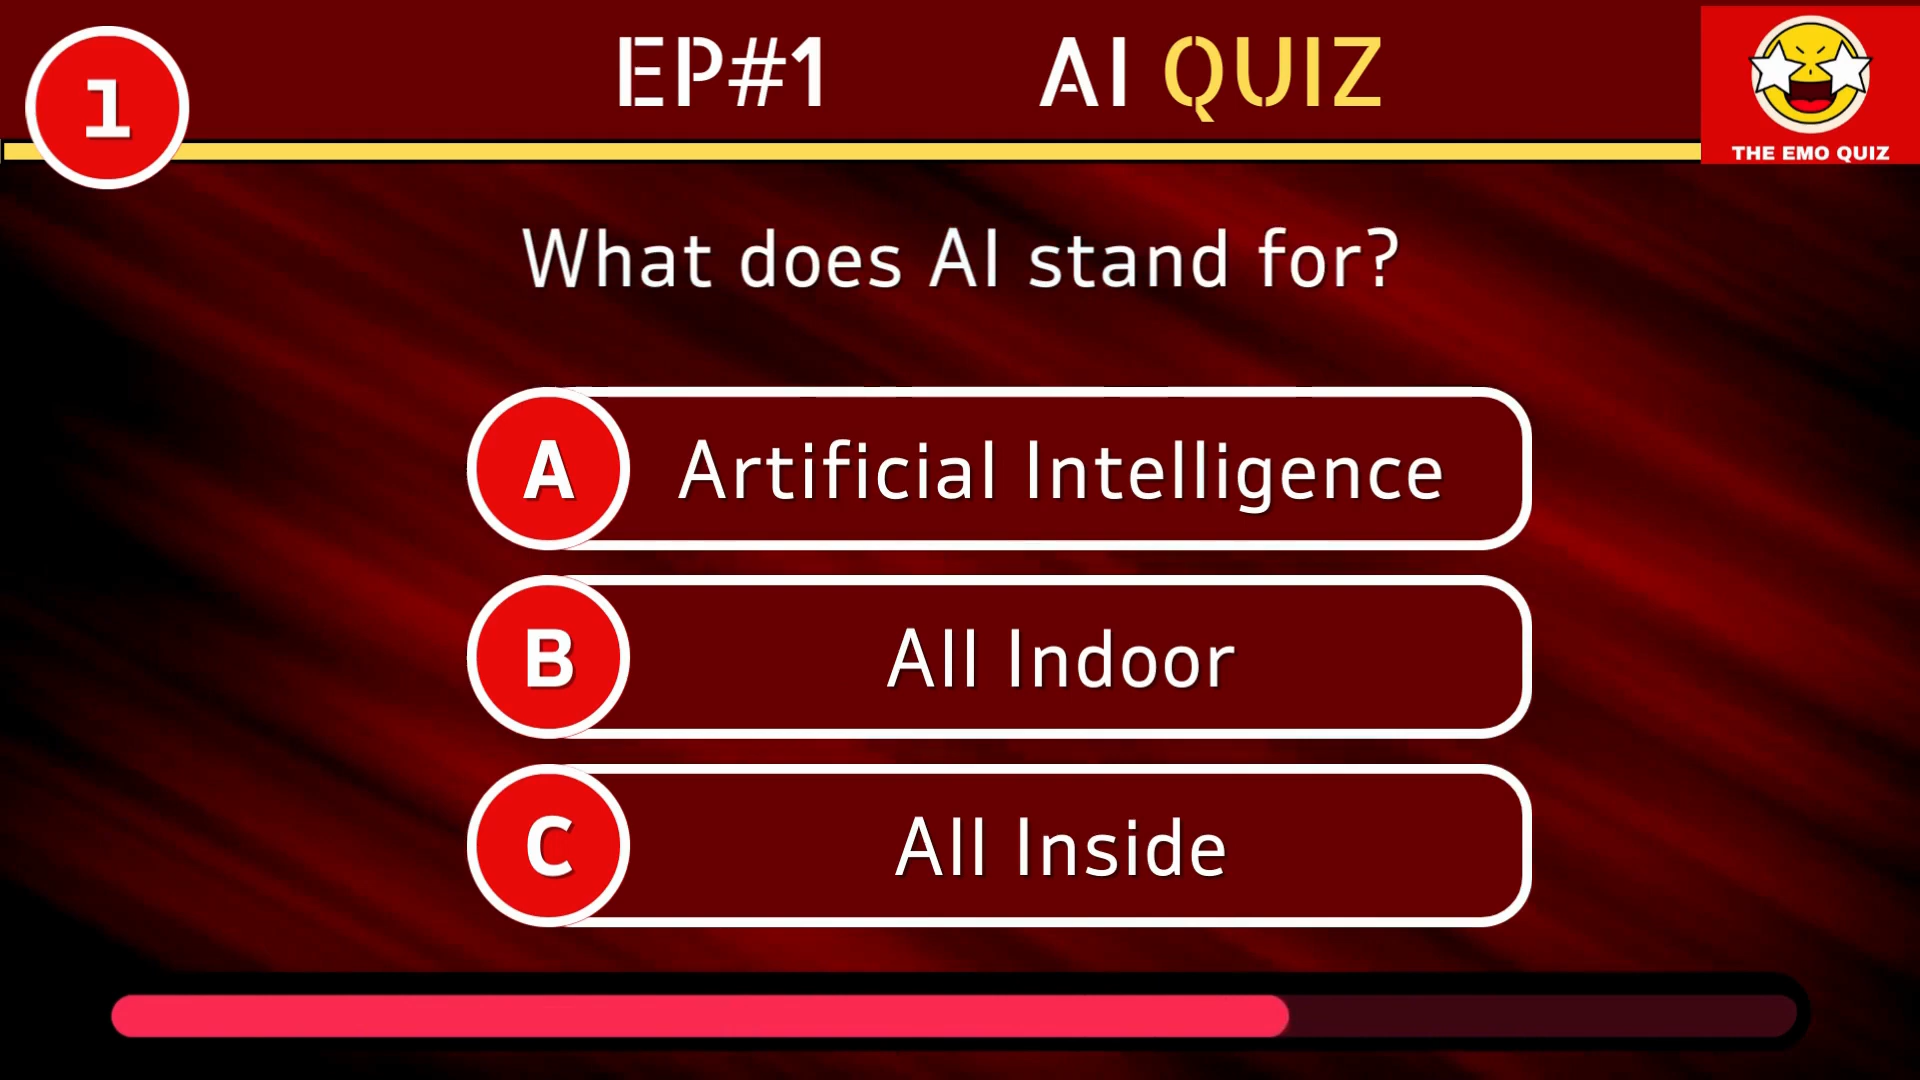 1
EP#1 AI QUIZ
THE EMO QUIZ
What does AI stand for?
A Artificial Intelligence
B All Indoor
C All Inside